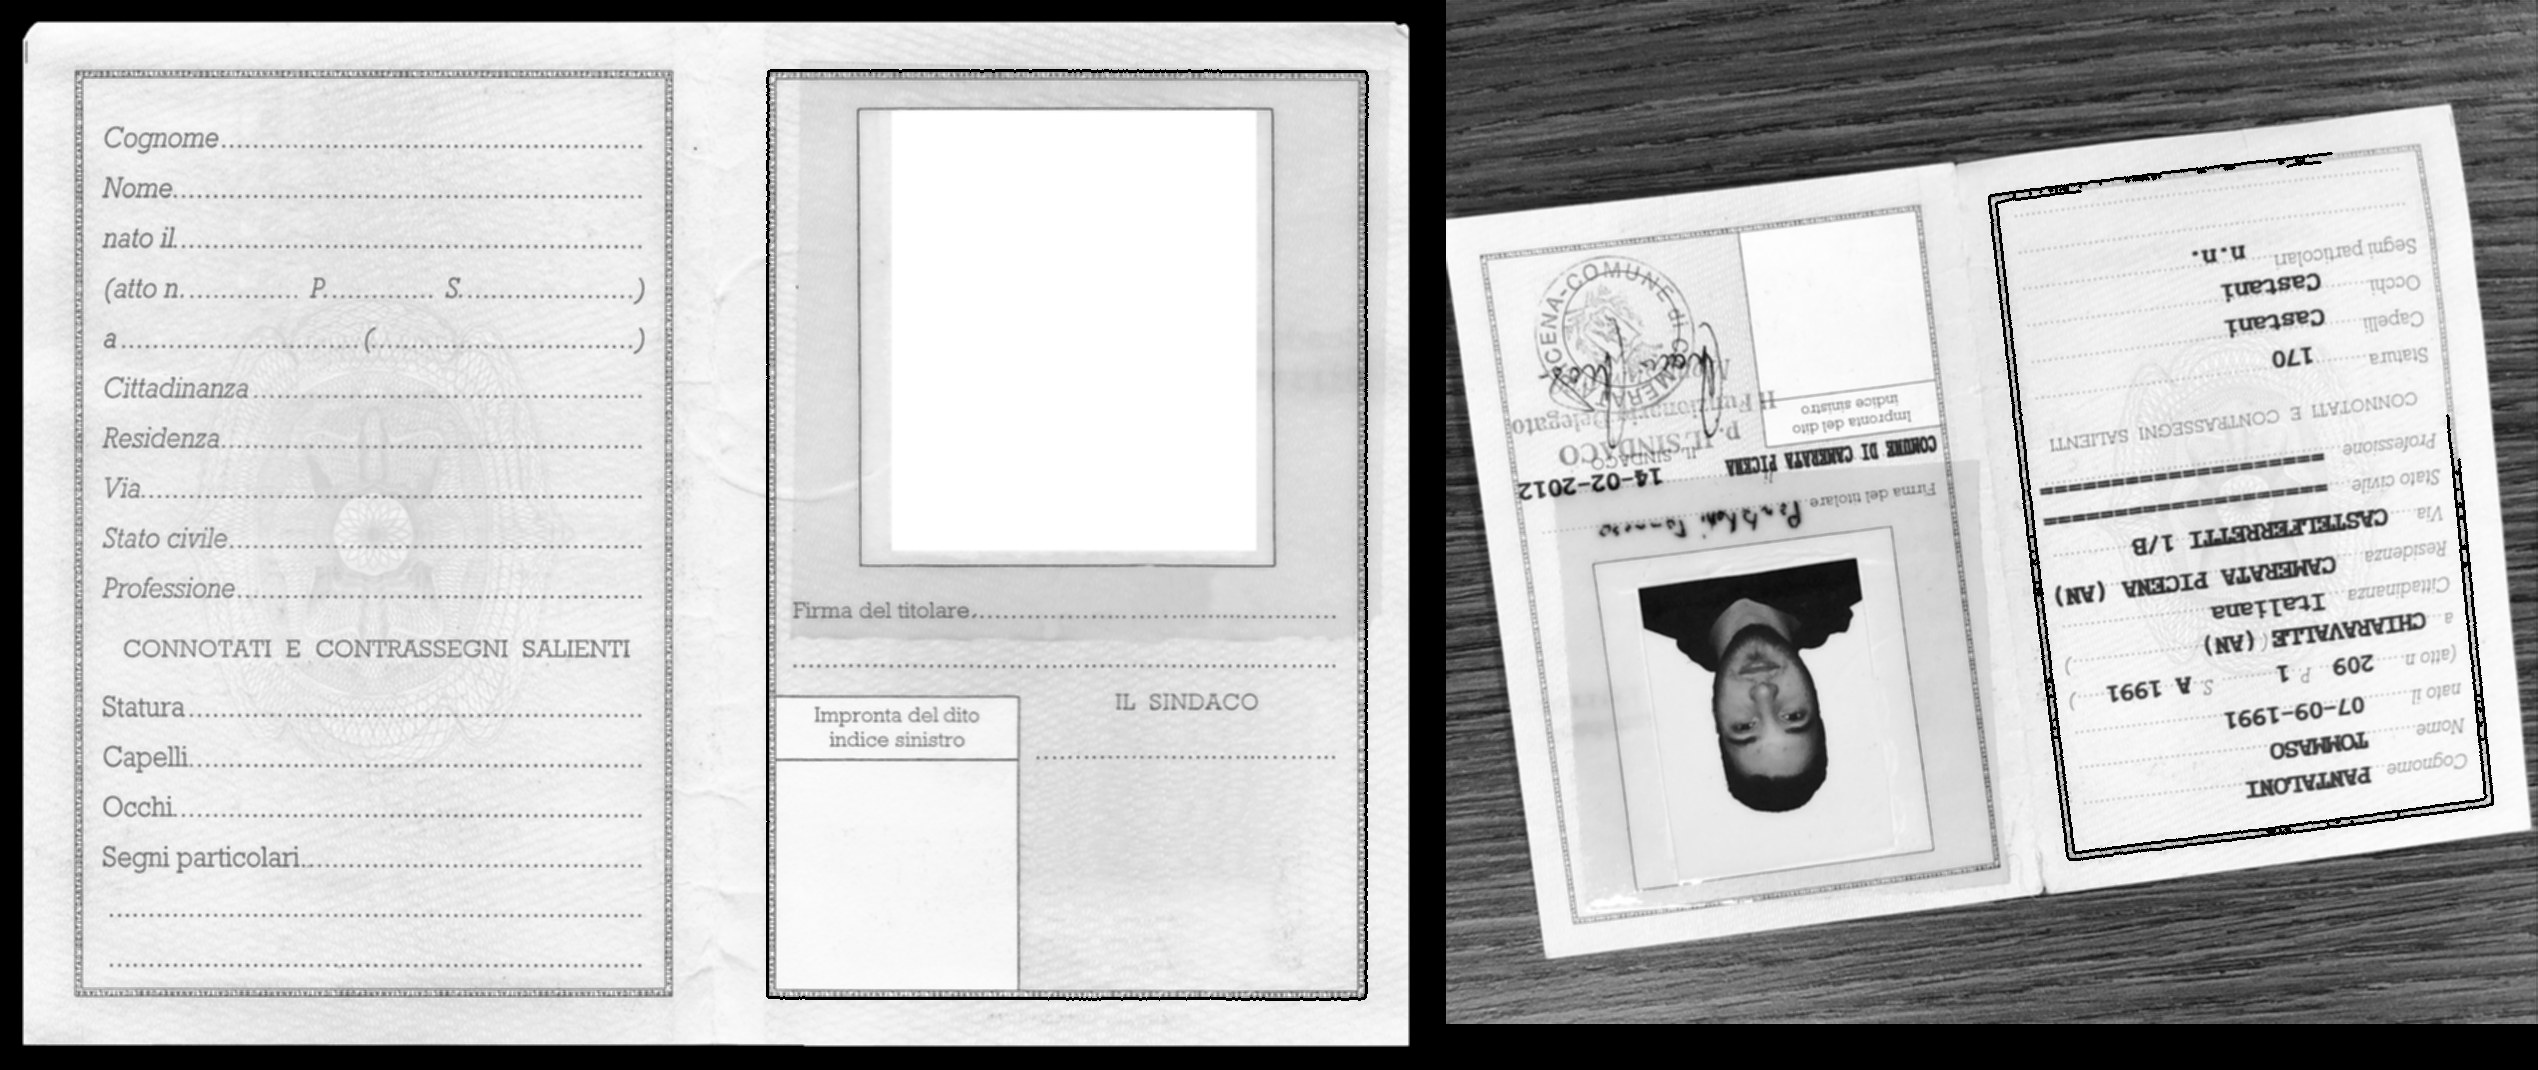 Cognome
Nome
nato il
(atto n. P. S. )
a ( )
Cittadinanza
Residenza
Via
Stato civile
Professione
CONNOTATI E CONTRASSEGNI SALIENTI
Statura
Capelli
Occhi
Segni particolari
Firma del titolare
IL SINDACO
Impronta del dito
indice sinistro
Cognome PANTALONI
Nome TOMMASO
nato il 07-09-1991
(atto n 209 P. 1 S. A 1991 )
a CHIARAVALLE ( (AN) )
Cittadinanza Italiana
Residenza CAMERATA PICENA (AN)
Via CASTELFERRETTI 1/B
Stato civile ================
Professione ================
CONNOTATI E CONTRASSEGNI SALIENTI
Statura 170
Capelli Castani
Occhi Castani
Segni particolari n.n.
Firma del titolare
COMUNE DI CAMERATA PICENA li 14-02-2012
IL SINDACO
P. IL SINDACO
Il Funzionario Delegato
Impronta del dito
indice sinistro
COMUNE di CAMERATA PICENA